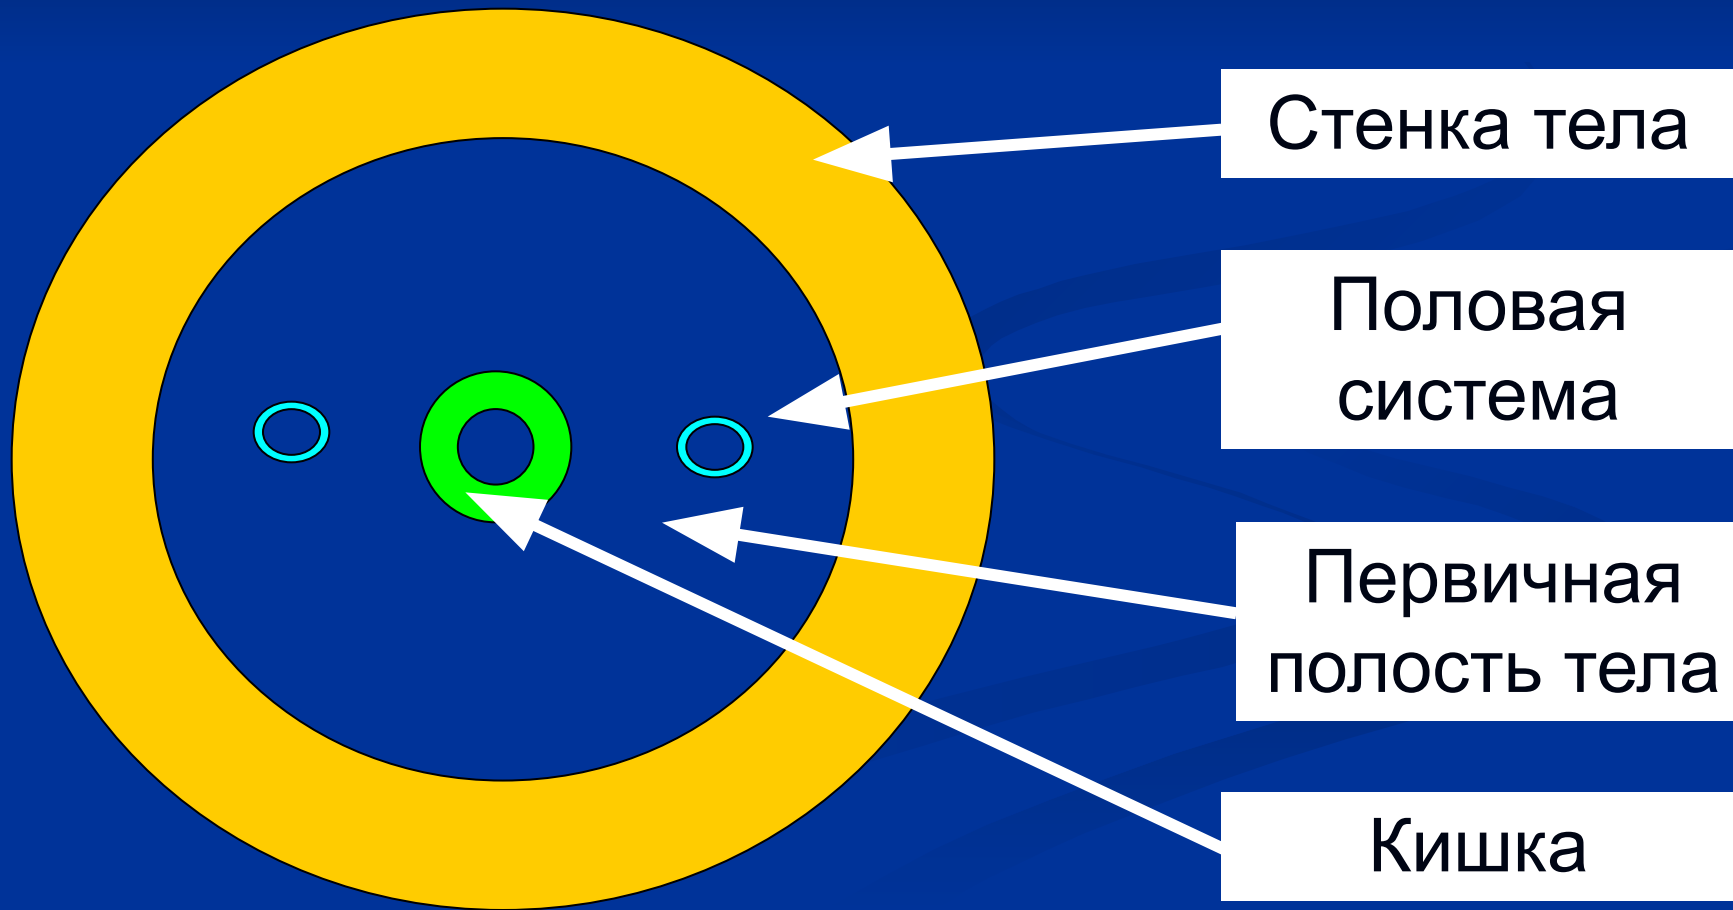 Стенка тела
Половая
система
Первичная
полость тела
Кишка